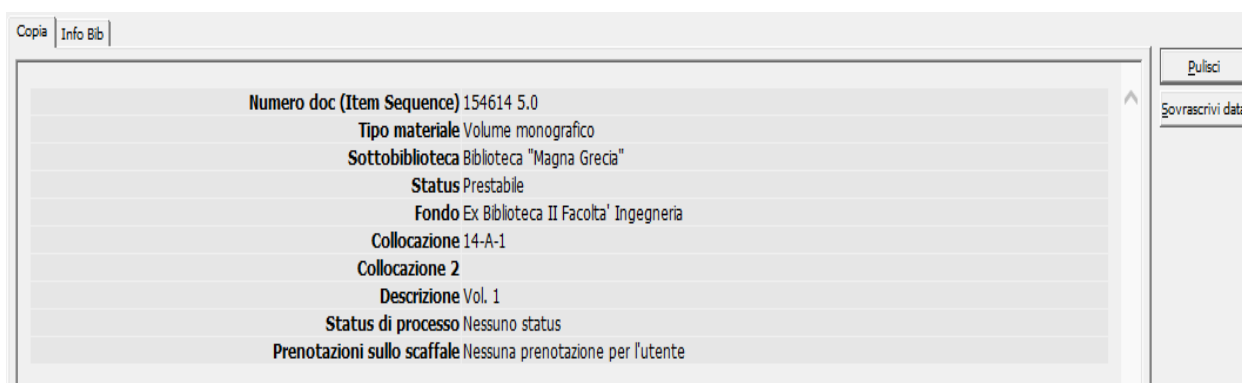 Copia Info Bib
Pulisci
Numero doc (Item Sequence) 154614 5.0
Sovrascrivi data
Tipo materiale Volume monografico
Sottobiblioteca Biblioteca "Magna Grecia"
Status Prestabile
Fondo Ex Biblioteca II Facolta' Ingegneria
Collocazione 14-A-1
Collocazione 2
Descrizione Vol. 1
Status di processo Nessuno status
Prenotazioni sullo scaffale Nessuna prenotazione per l'utente